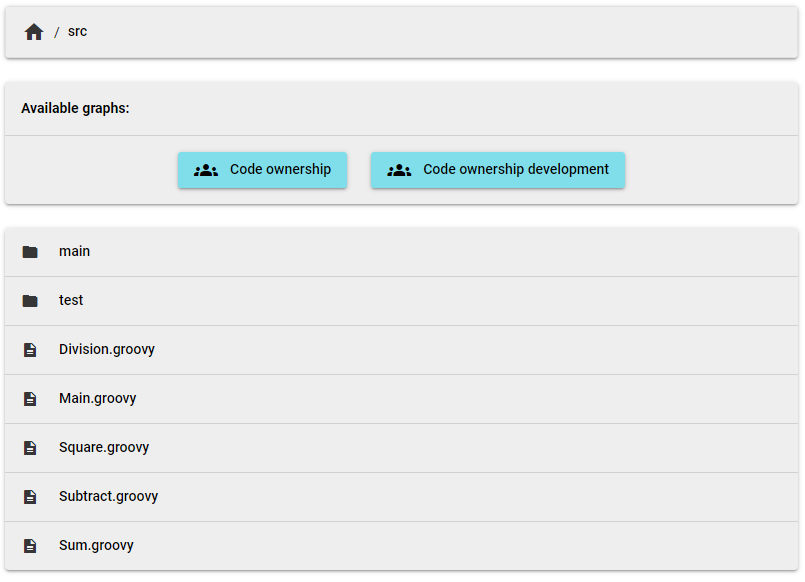 / src
Available graphs:
Code ownership
Code ownership development
main
test
Division.groovy
Main.groovy
Square.groovy
Subtract.groovy
Sum.groovy